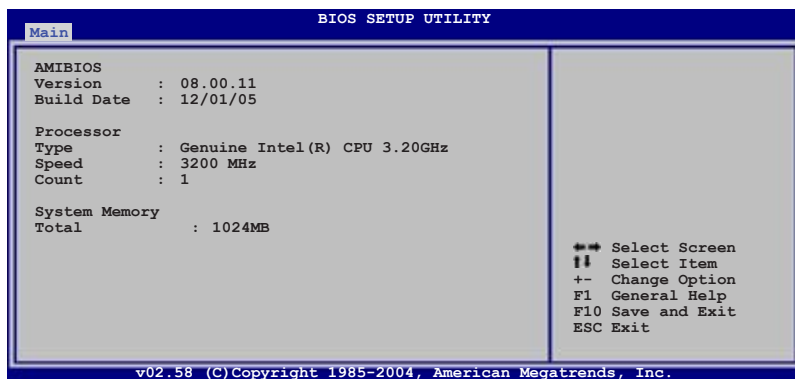 BIOS SETUP UTILITY
Main
AMIBIOS
Version : 08.00.11
Build Date : 12/01/05
Processor
Type : Genuine Intel(R) CPU 3.20GHz
Speed : 3200 MHz
Count : 1
System Memory
Total : 1024MB
Select Screen
Select Item
+- Change Option
F1 General Help
F10 Save and Exit
ESC Exit
v02.58 (C)Copyright 1985-2004, American Megatrends, Inc.